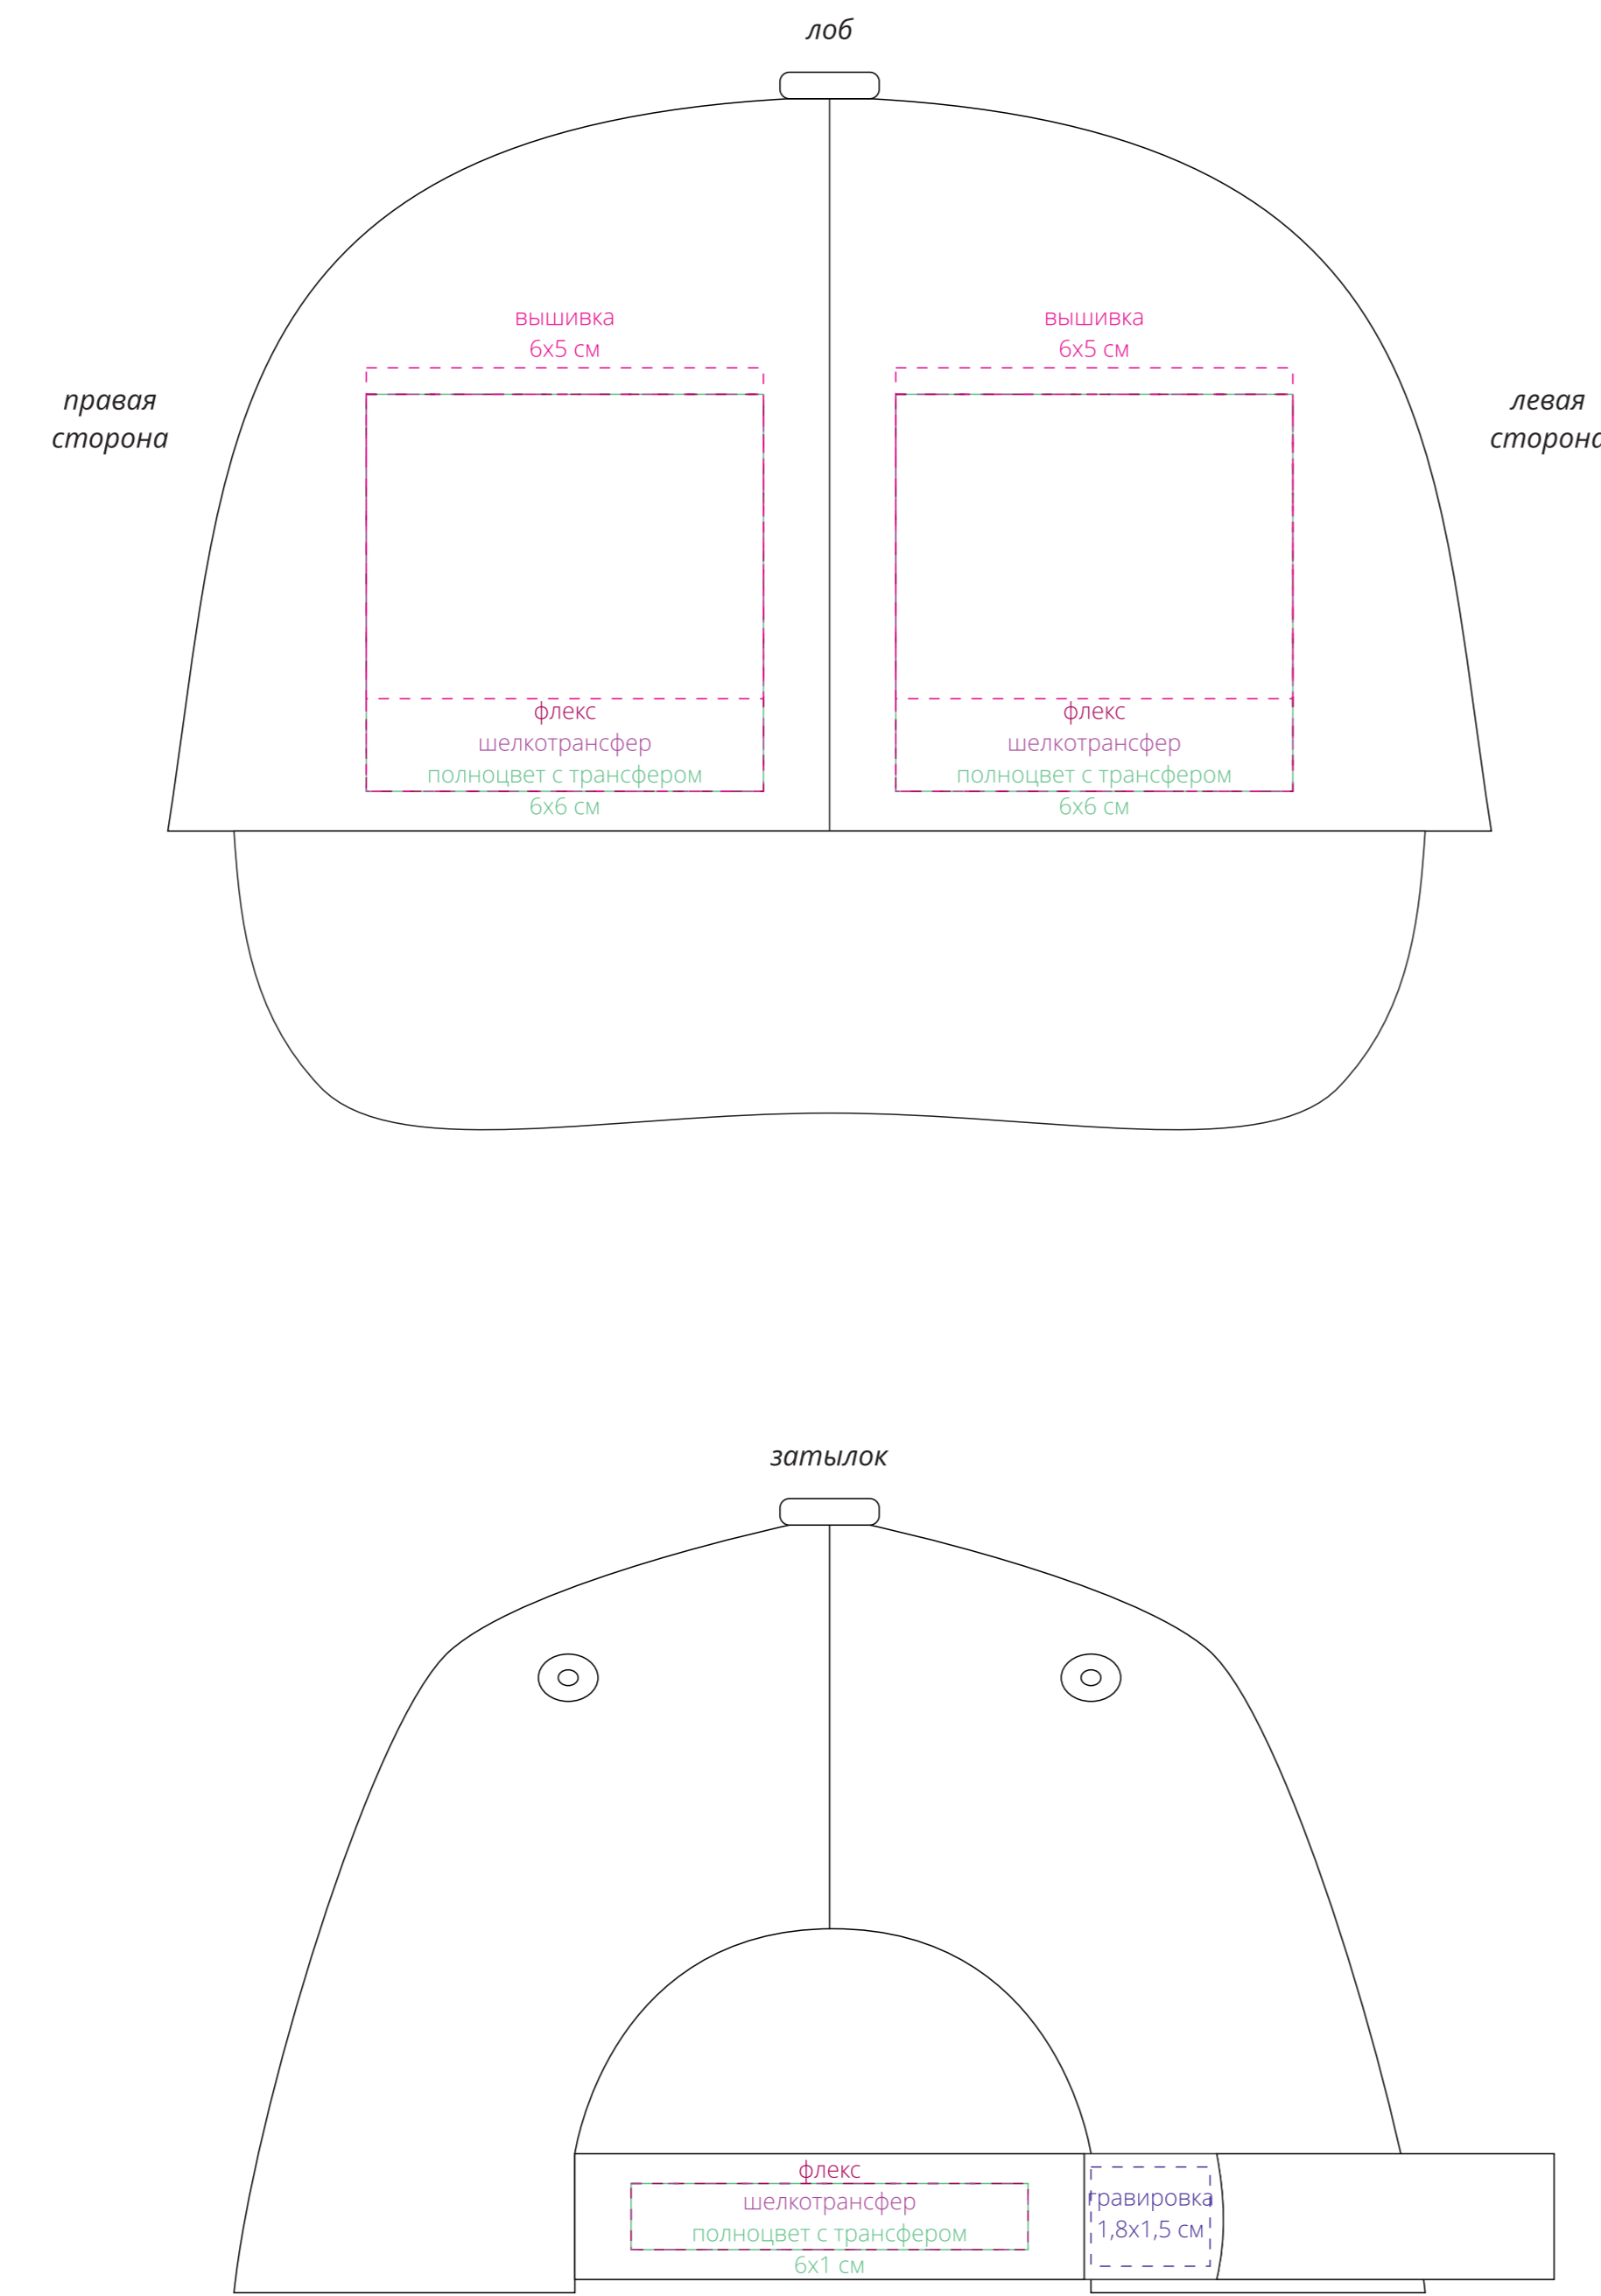 лоб
вышивка
6х5 см
вышивка
6х5 см
правая
сторона
левая
сторона
флекс
шелкотрансфер
полноцвет с трансфером
6х6 см
флекс
шелкотрансфер
полноцвет с трансфером
6х6 см
затылок
флекс
шелкотрансфер
полноцвет с трансфером
6х1 см
гравировка
1,8х1,5 см